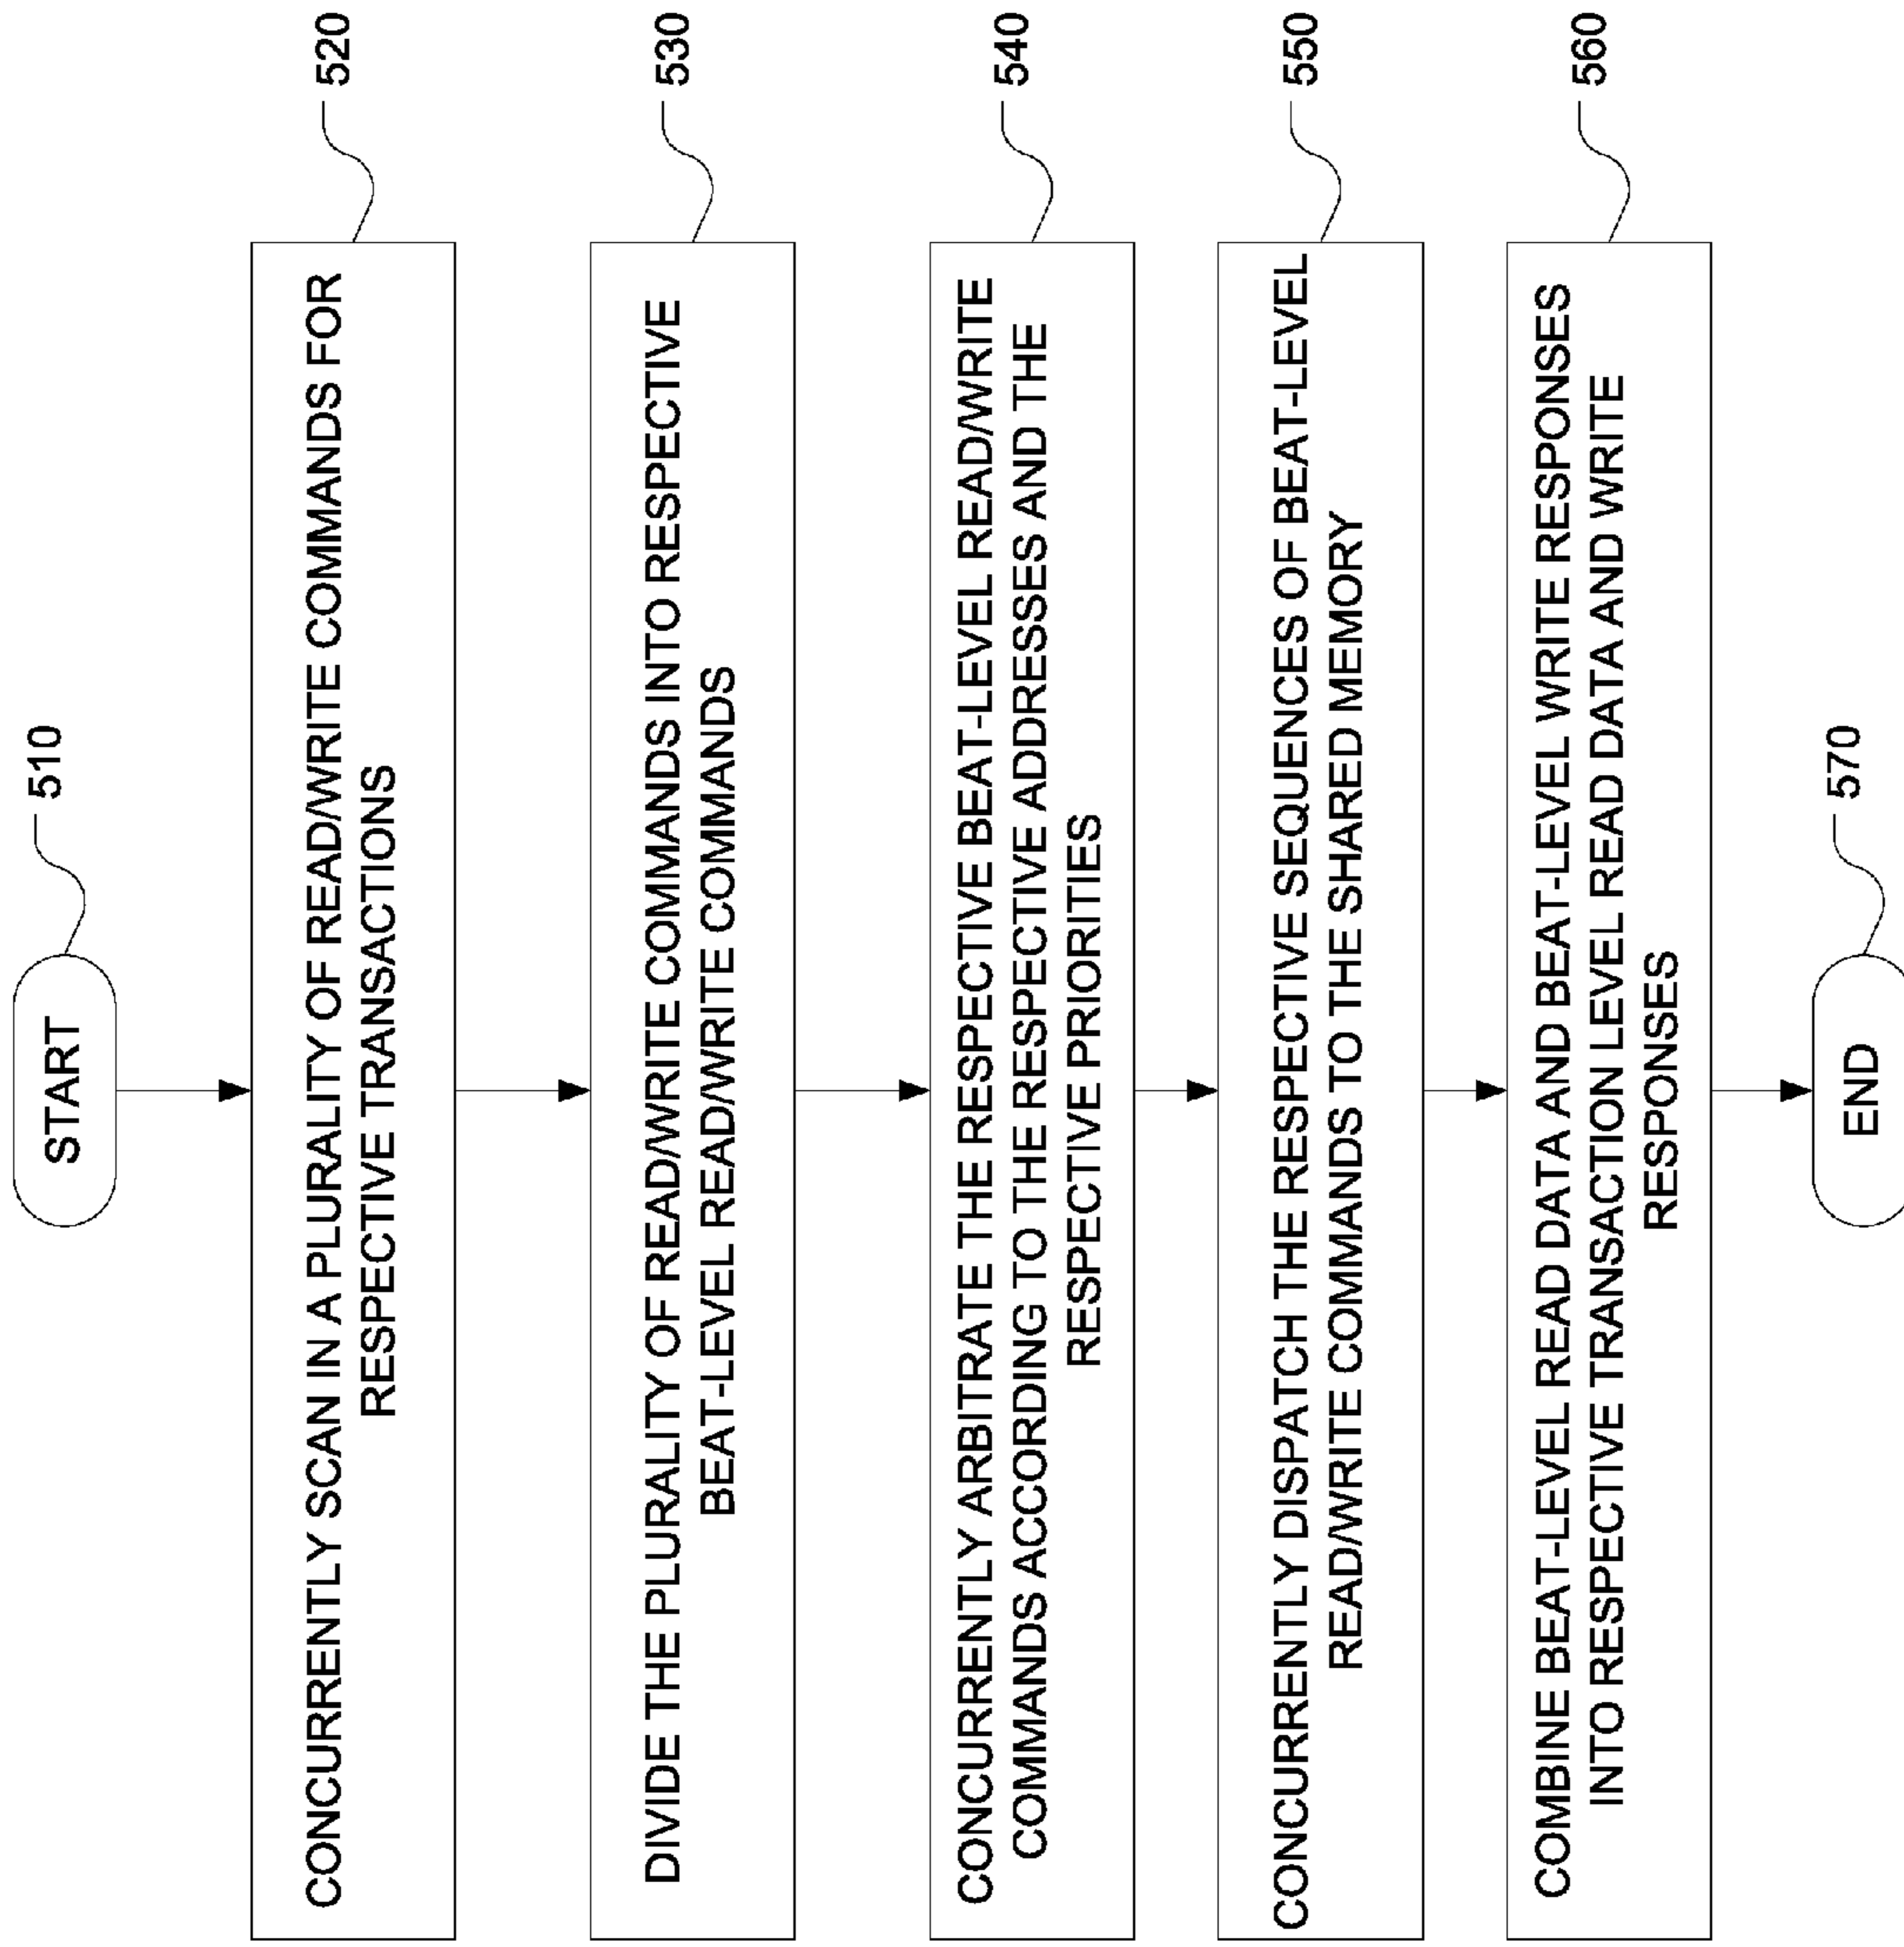 START
510
CONCURRENTLY SCAN IN A PLURALITY OF READ/WRITE COMMANDS FOR
RESPECTIVE TRANSACTIONS
520
DIVIDE THE PLURALITY OF READ/WRITE COMMANDS INTO RESPECTIVE
BEAT-LEVEL READ/WRITE COMMANDS
530
CONCURRENTLY ARBITRATE THE RESPECTIVE BEAT-LEVEL READ/WRITE
COMMANDS ACCORDING TO THE RESPECTIVE ADDRESSES AND THE
RESPECTIVE PRIORITIES
540
CONCURRENTLY DISPATCH THE RESPECTIVE SEQUENCES OF BEAT-LEVEL
READ/WRITE COMMANDS TO THE SHARED MEMORY
550
COMBINE BEAT-LEVEL READ DATA AND BEAT-LEVEL WRITE RESPONSES
INTO RESPECTIVE TRANSACTION LEVEL READ DATA AND WRITE
RESPONSES
560
END
570